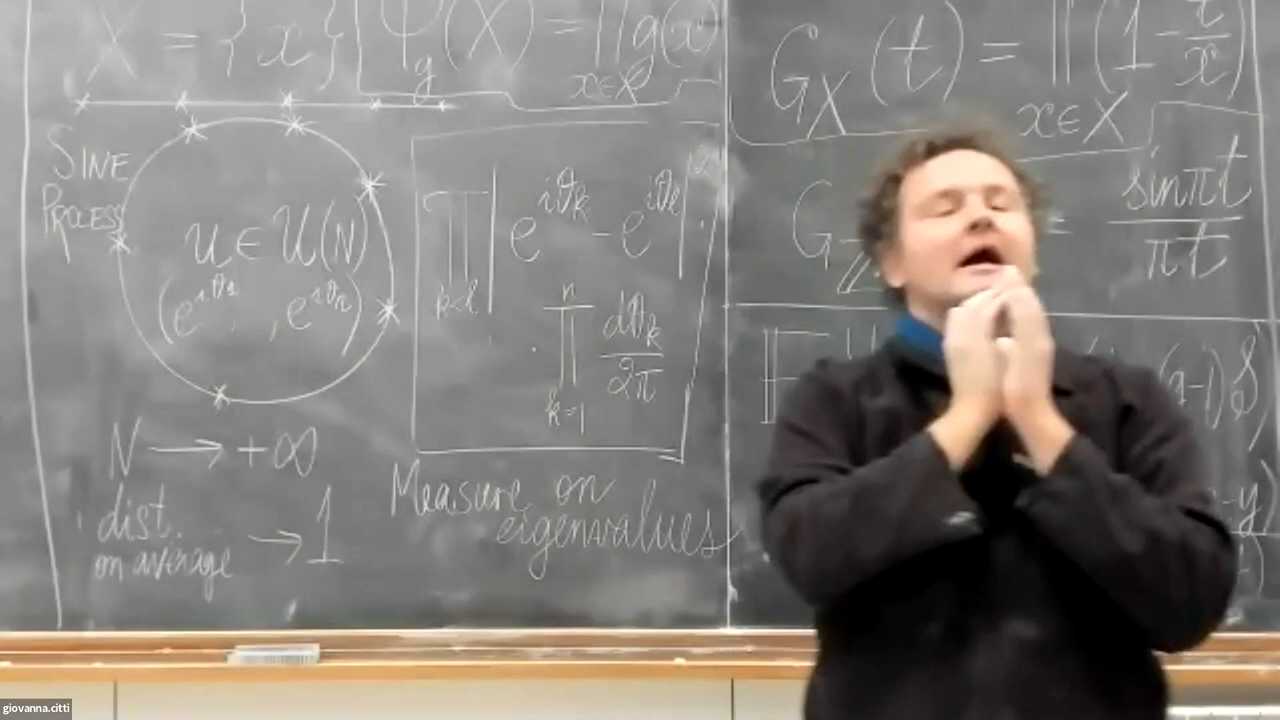 X = {x} Ψ_g(X) = ∏ g(x)
x∈X
SINE
PROCESS
u ∈ U(N)
(e^{iϑ_1}, , e^{iϑ_n})
∏ | e^{iϑ_k} - e^{iϑ_l} |^2 .
k<l
. ∏ dϑ_k / 2π
n
k=1
N → +∞
dist. on average → 1
Measure on
eigenvalues
G_X(t) = ∏ (1 - t/x)
x∈X
G_ℤ = sin πt / πt
giovanna.citti